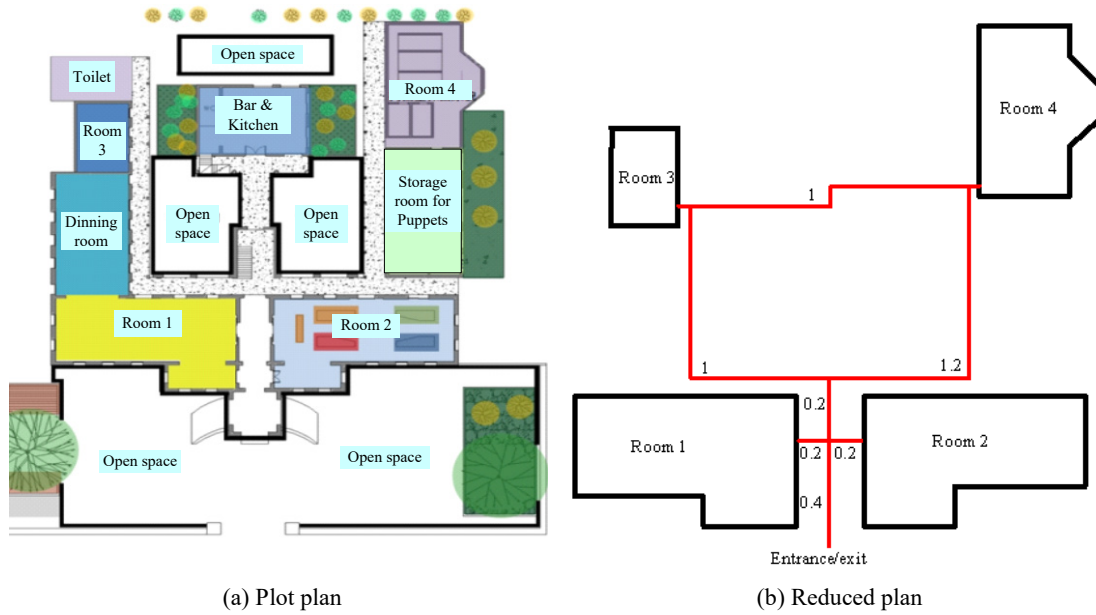 Open space
Toilet
Room 4
Bar &
Kitchen
Room
3
Open
space
Open
space
Storage
room for
Puppets
Dinning
room
Room 1
Room 2
Open space
Open space
(a) Plot plan
Room 4
Room 3
1
1
1.2
0.2
Room 1
Room 2
0.2
0.2
0.4
Entrance/exit
(b) Reduced plan